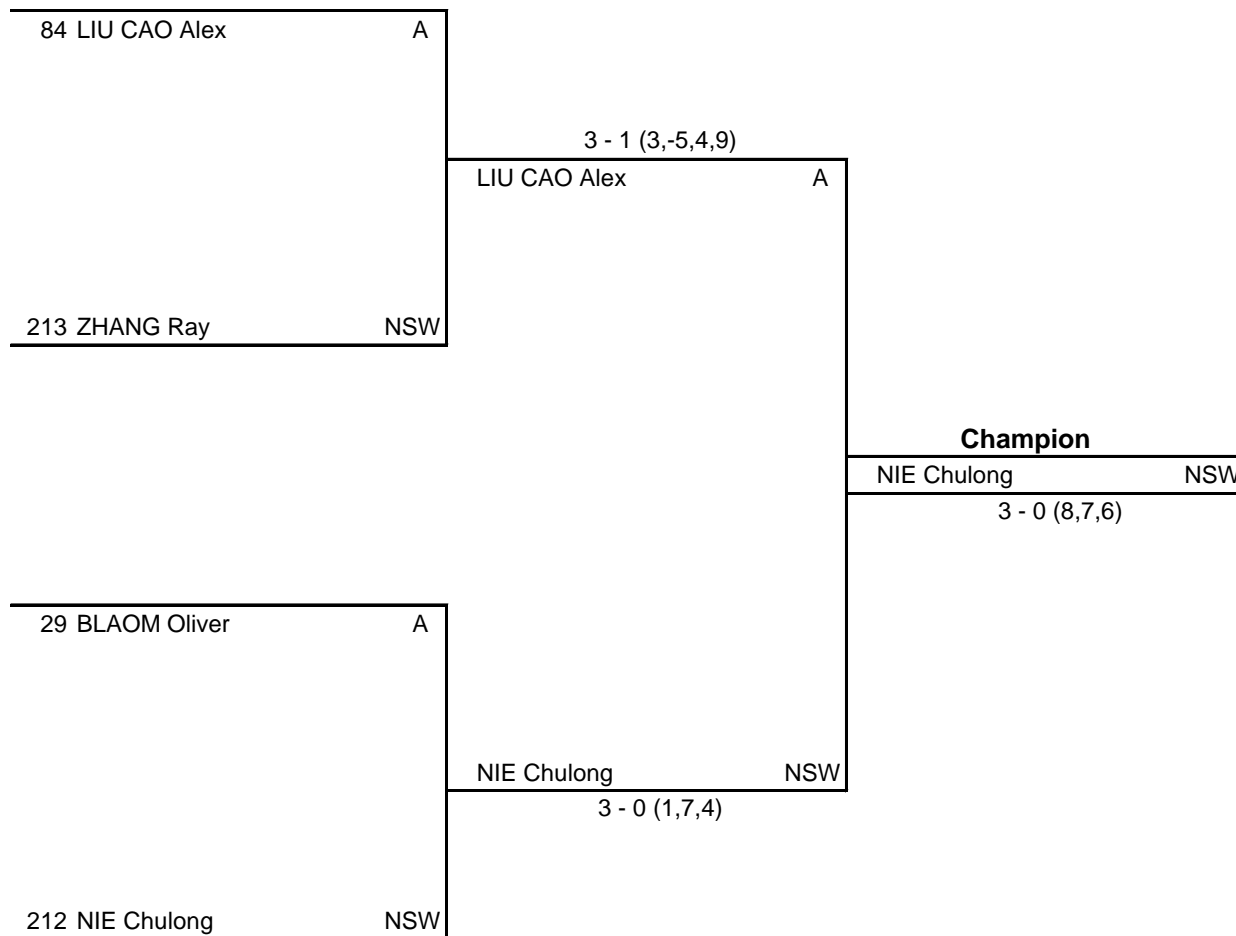 84 LIU CAO Alex A
3 - 1 (3,-5,4,9)
LIU CAO Alex A
213 ZHANG Ray NSW
Champion
NIE Chulong NSW
3 - 0 (8,7,6)
29 BLAOM Oliver A
NIE Chulong NSW
3 - 0 (1,7,4)
212 NIE Chulong NSW